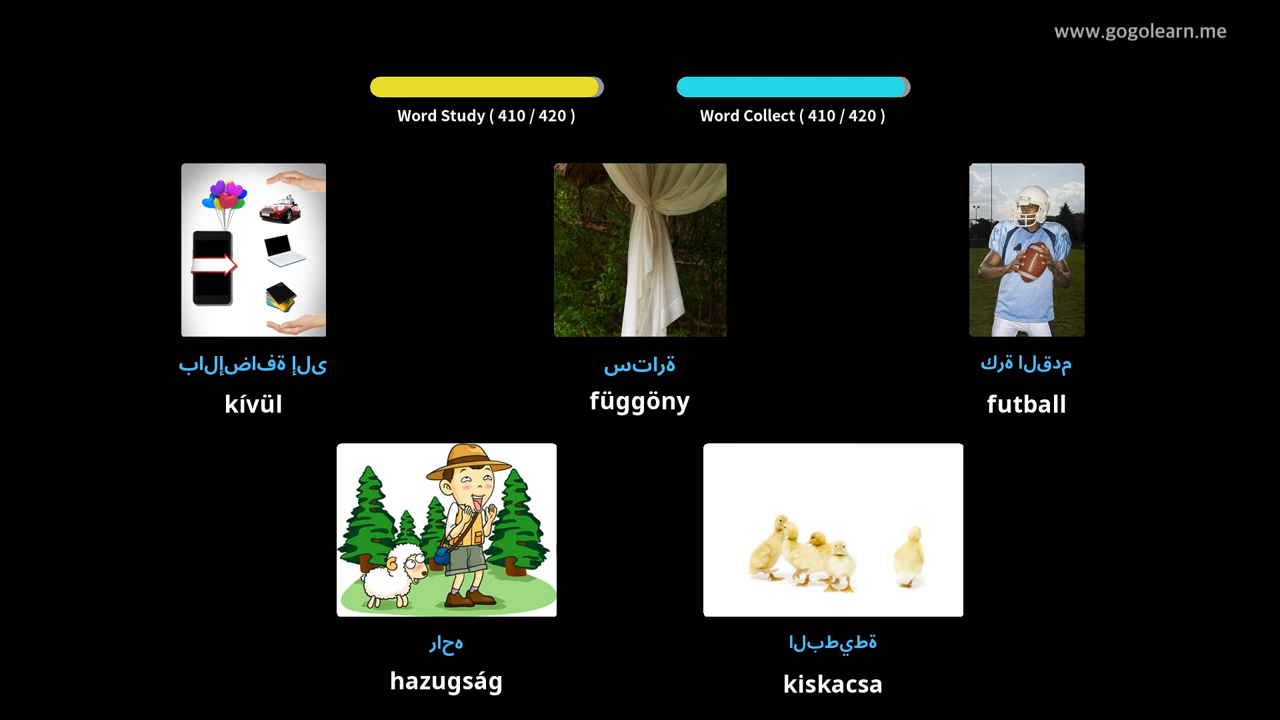 www.gogolearn.me
Word Study ( 410 / 420 )
Word Collect ( 410 / 420 )
بالإضافة إلى
ستارة
كرة القدم
kívül
függöny
futball
راحه
البطيطة
hazugság
kiskacsa